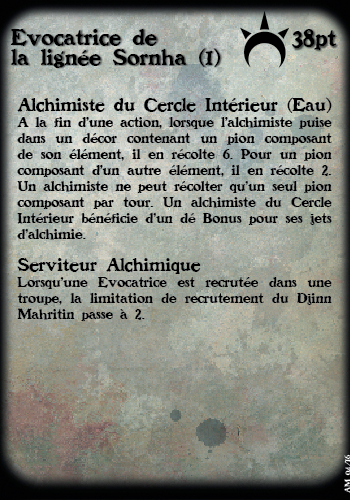 Evocatrice de
la lignée Sornha (1)
38pt
Alchimiste du Cercle Intérieur (Eau)
A la fin d'une action, lorsque l'alchimiste puise
dans un décor contenant un pion composant
de son élément, il en récolte 6. Pour un pion
composant d'un autre élément, il en récolte 2.
Un alchimiste ne peut récolter qu'un seul pion
composant par tour. Un alchimiste du Cercle
Intérieur bénéficie d'un dé Bonus pour ses jets
d'alchimie.
Serviteur Alchimique
Lorsqu'une Evocatrice est recrutée dans une
troupe, la limitation de recrutement du Djinn
Mahritin passe à 2.